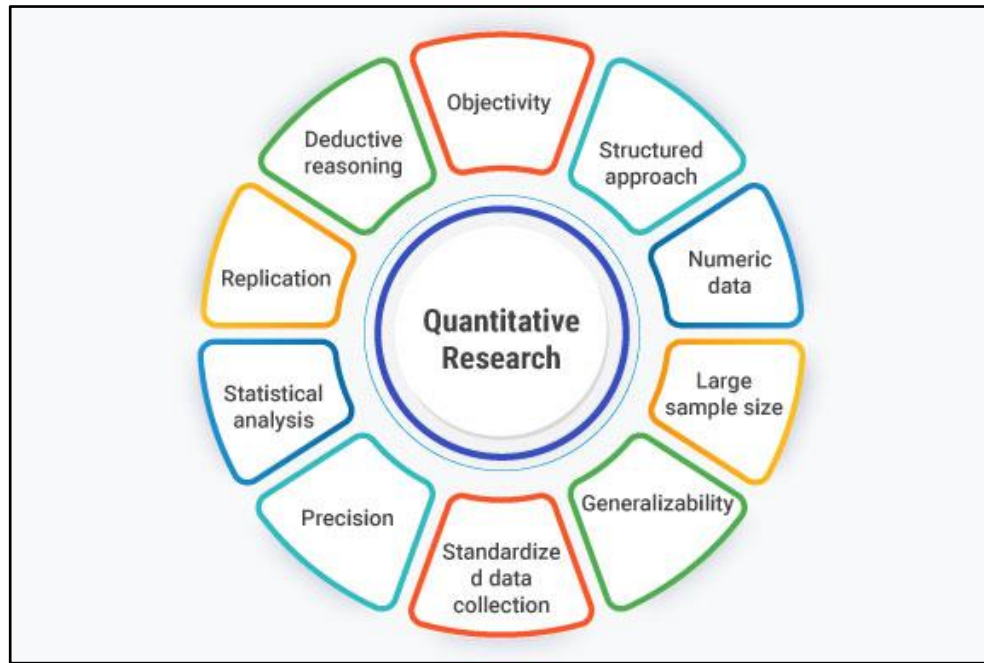 Objectivity
Structured
approach
Numeric
data
Large
sample size
Generalizability
Standardize
d data
collection
Precision
Statistical
analysis
Replication
Deductive
reasoning
Quantitative
Research